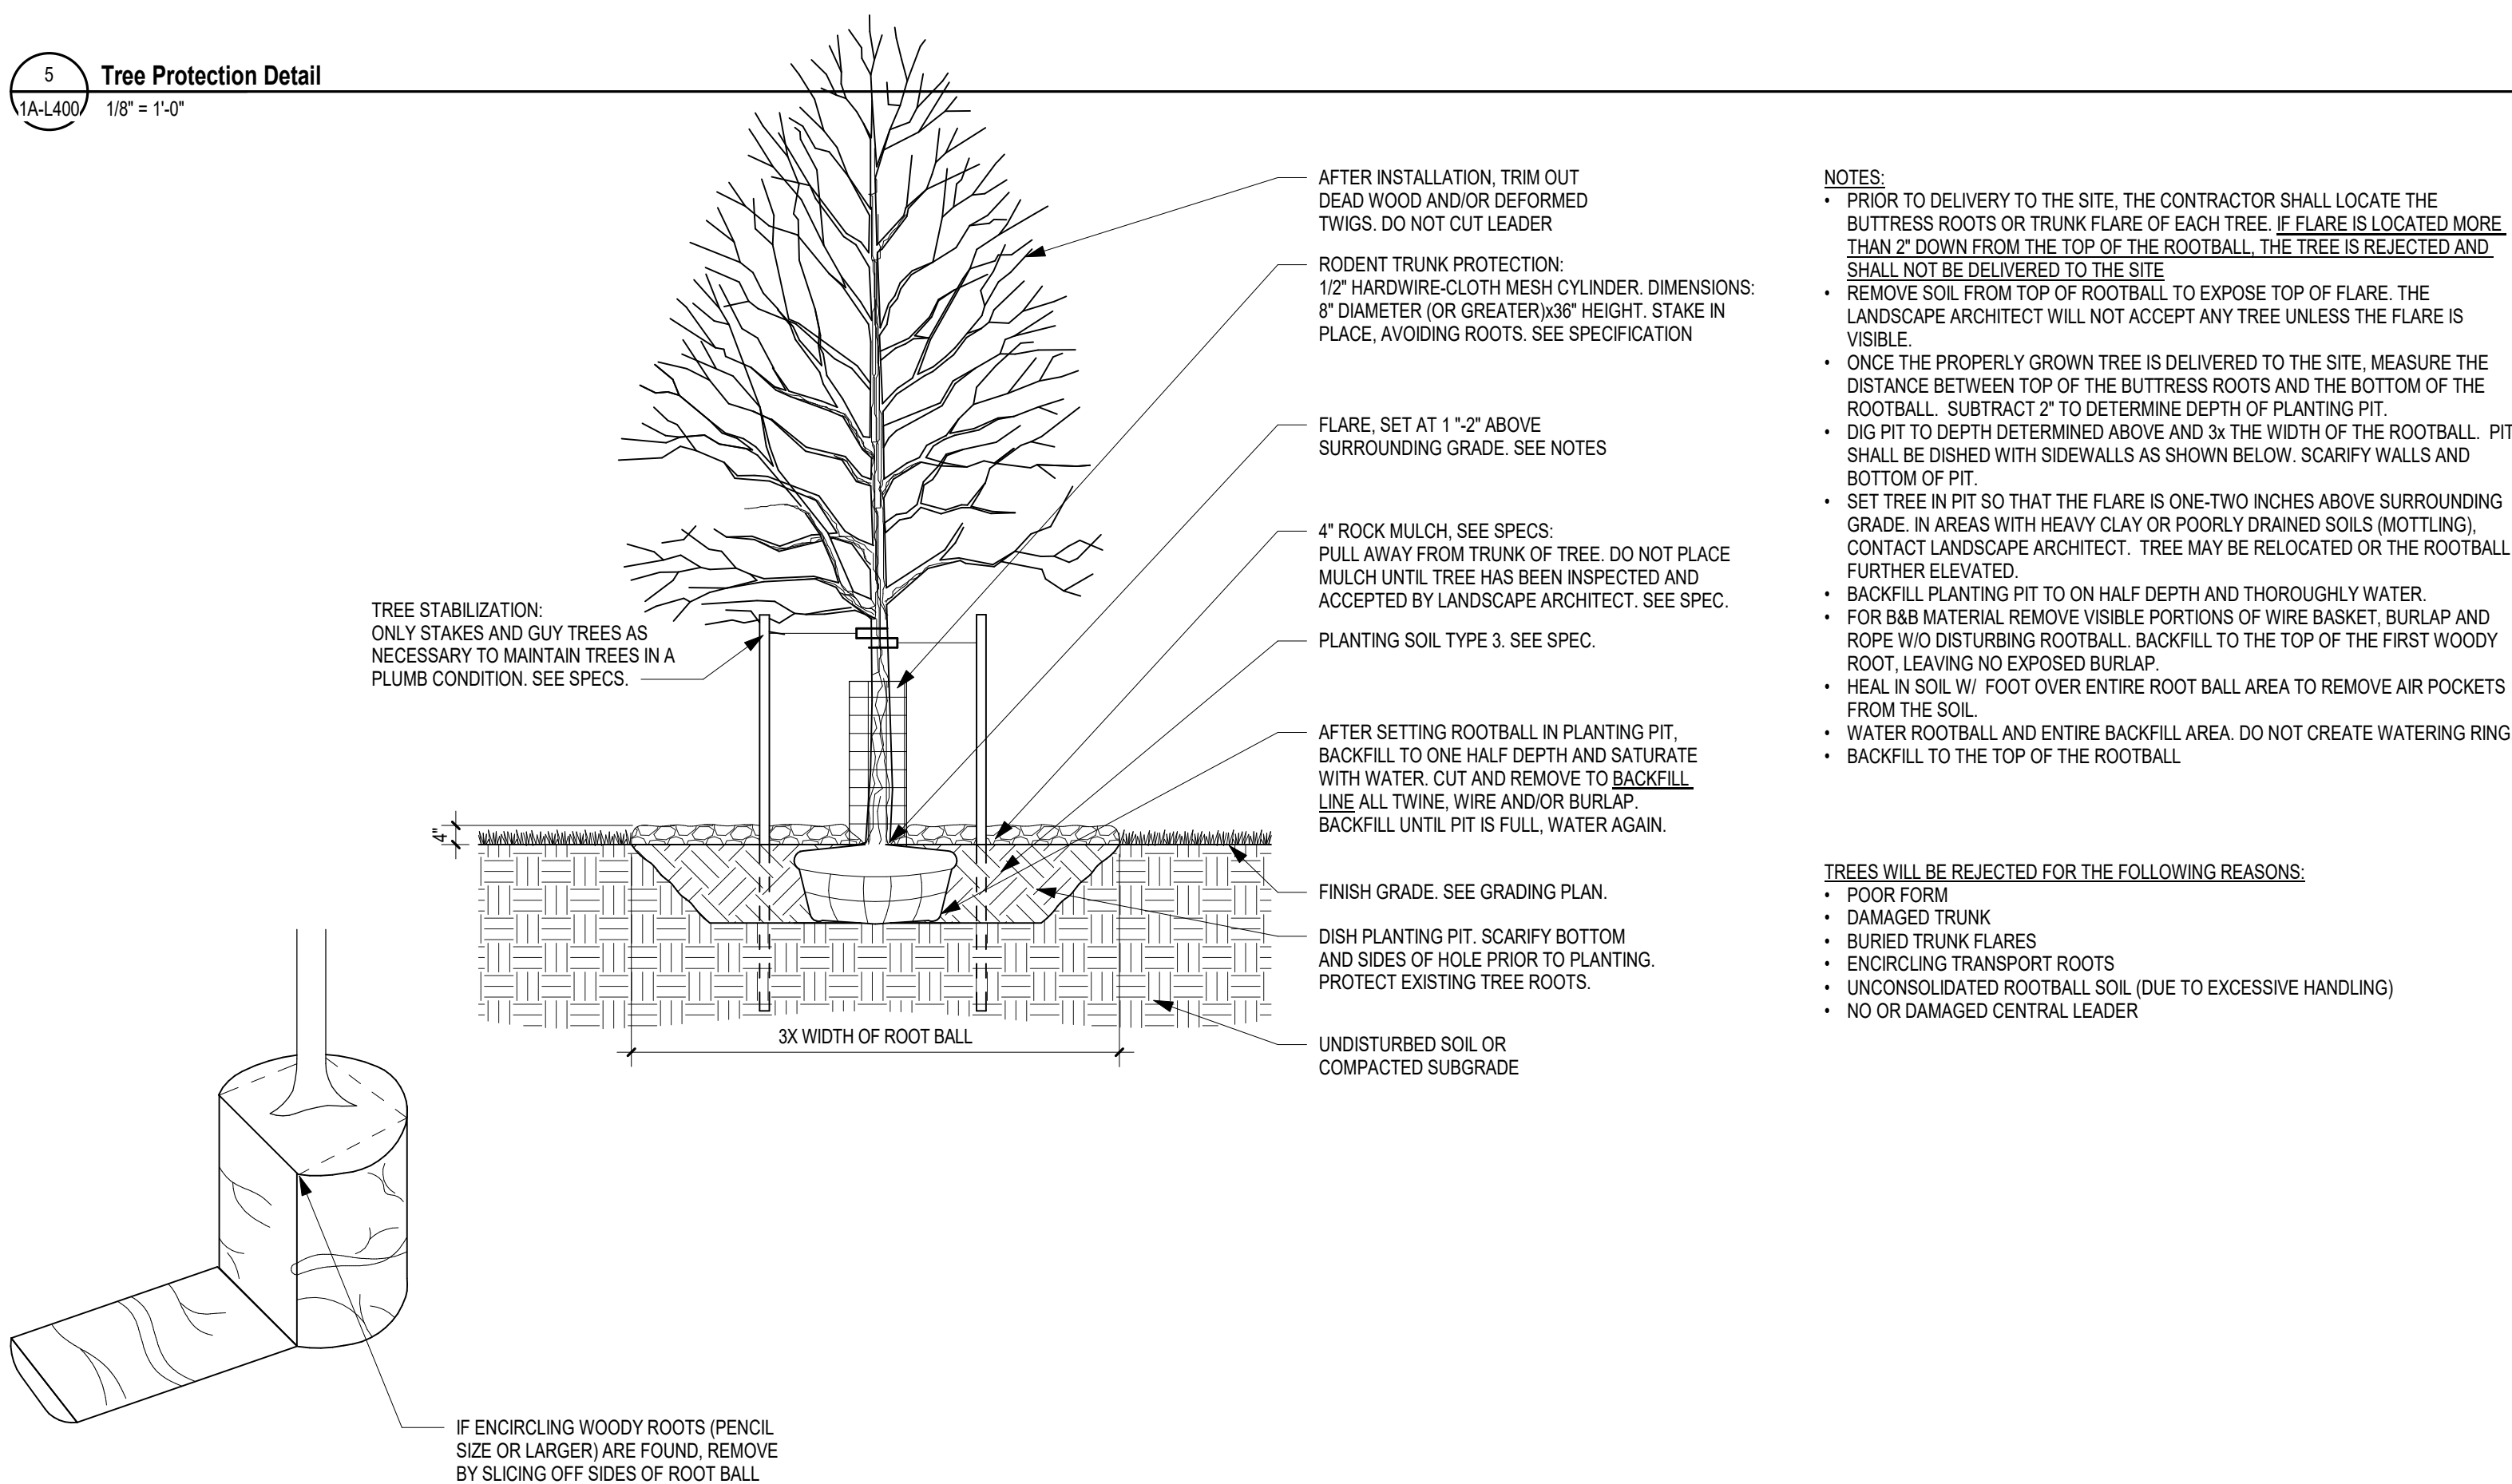 5
1A-L400
Tree Protection Detail
1/8" = 1'-0"
AFTER INSTALLATION, TRIM OUT
DEAD WOOD AND/OR DEFORMED
TWIGS. DO NOT CUT LEADER
RODENT TRUNK PROTECTION:
1/2" HARDWIRE-CLOTH MESH CYLINDER. DIMENSIONS:
8" DIAMETER (OR GREATER)x36" HEIGHT. STAKE IN
PLACE, AVOIDING ROOTS. SEE SPECIFICATION
FLARE, SET AT 1 "-2" ABOVE
SURROUNDING GRADE. SEE NOTES
4" ROCK MULCH, SEE SPECS:
PULL AWAY FROM TRUNK OF TREE. DO NOT PLACE
MULCH UNTIL TREE HAS BEEN INSPECTED AND
ACCEPTED BY LANDSCAPE ARCHITECT. SEE SPEC.
PLANTING SOIL TYPE 3. SEE SPEC.
AFTER SETTING ROOTBALL IN PLANTING PIT,
BACKFILL TO ONE HALF DEPTH AND SATURATE
WITH WATER. CUT AND REMOVE TO BACKFILL
LINE ALL TWINE, WIRE AND/OR BURLAP.
BACKFILL UNTIL PIT IS FULL, WATER AGAIN.
FINISH GRADE. SEE GRADING PLAN.
DISH PLANTING PIT. SCARIFY BOTTOM
AND SIDES OF HOLE PRIOR TO PLANTING.
PROTECT EXISTING TREE ROOTS.
UNDISTURBED SOIL OR
COMPACTED SUBGRADE
TREE STABILIZATION:
ONLY STAKES AND GUY TREES AS
NECESSARY TO MAINTAIN TREES IN A
PLUMB CONDITION. SEE SPECS.
4"
3X WIDTH OF ROOT BALL
IF ENCIRCLING WOODY ROOTS (PENCIL
SIZE OR LARGER) ARE FOUND, REMOVE
BY SLICING OFF SIDES OF ROOT BALL
NOTES:
• PRIOR TO DELIVERY TO THE SITE, THE CONTRACTOR SHALL LOCATE THE
BUTTRESS ROOTS OR TRUNK FLARE OF EACH TREE. IF FLARE IS LOCATED MORE
THAN 2" DOWN FROM THE TOP OF THE ROOTBALL, THE TREE IS REJECTED AND
SHALL NOT BE DELIVERED TO THE SITE
• REMOVE SOIL FROM TOP OF ROOTBALL TO EXPOSE TOP OF FLARE. THE
LANDSCAPE ARCHITECT WILL NOT ACCEPT ANY TREE UNLESS THE FLARE IS
VISIBLE.
• ONCE THE PROPERLY GROWN TREE IS DELIVERED TO THE SITE, MEASURE THE
DISTANCE BETWEEN TOP OF THE BUTTRESS ROOTS AND THE BOTTOM OF THE
ROOTBALL. SUBTRACT 2" TO DETERMINE DEPTH OF PLANTING PIT.
• DIG PIT TO DEPTH DETERMINED ABOVE AND 3x THE WIDTH OF THE ROOTBALL. PIT
SHALL BE DISHED WITH SIDEWALLS AS SHOWN BELOW. SCARIFY WALLS AND
BOTTOM OF PIT.
• SET TREE IN PIT SO THAT THE FLARE IS ONE-TWO INCHES ABOVE SURROUNDING
GRADE. IN AREAS WITH HEAVY CLAY OR POORLY DRAINED SOILS (MOTTLING),
CONTACT LANDSCAPE ARCHITECT. TREE MAY BE RELOCATED OR THE ROOTBALL
FURTHER ELEVATED.
• BACKFILL PLANTING PIT TO ON HALF DEPTH AND THOROUGHLY WATER.
• FOR B&B MATERIAL REMOVE VISIBLE PORTIONS OF WIRE BASKET, BURLAP AND
ROPE W/O DISTURBING ROOTBALL. BACKFILL TO THE TOP OF THE FIRST WOODY
ROOT, LEAVING NO EXPOSED BURLAP.
• HEAL IN SOIL W/ FOOT OVER ENTIRE ROOT BALL AREA TO REMOVE AIR POCKETS
FROM THE SOIL.
• WATER ROOTBALL AND ENTIRE BACKFILL AREA. DO NOT CREATE WATERING RING
• BACKFILL TO THE TOP OF THE ROOTBALL
TREES WILL BE REJECTED FOR THE FOLLOWING REASONS:
• POOR FORM
• DAMAGED TRUNK
• BURIED TRUNK FLARES
• ENCIRCLING TRANSPORT ROOTS
• UNCONSOLIDATED ROOTBALL SOIL (DUE TO EXCESSIVE HANDLING)
• NO OR DAMAGED CENTRAL LEADER